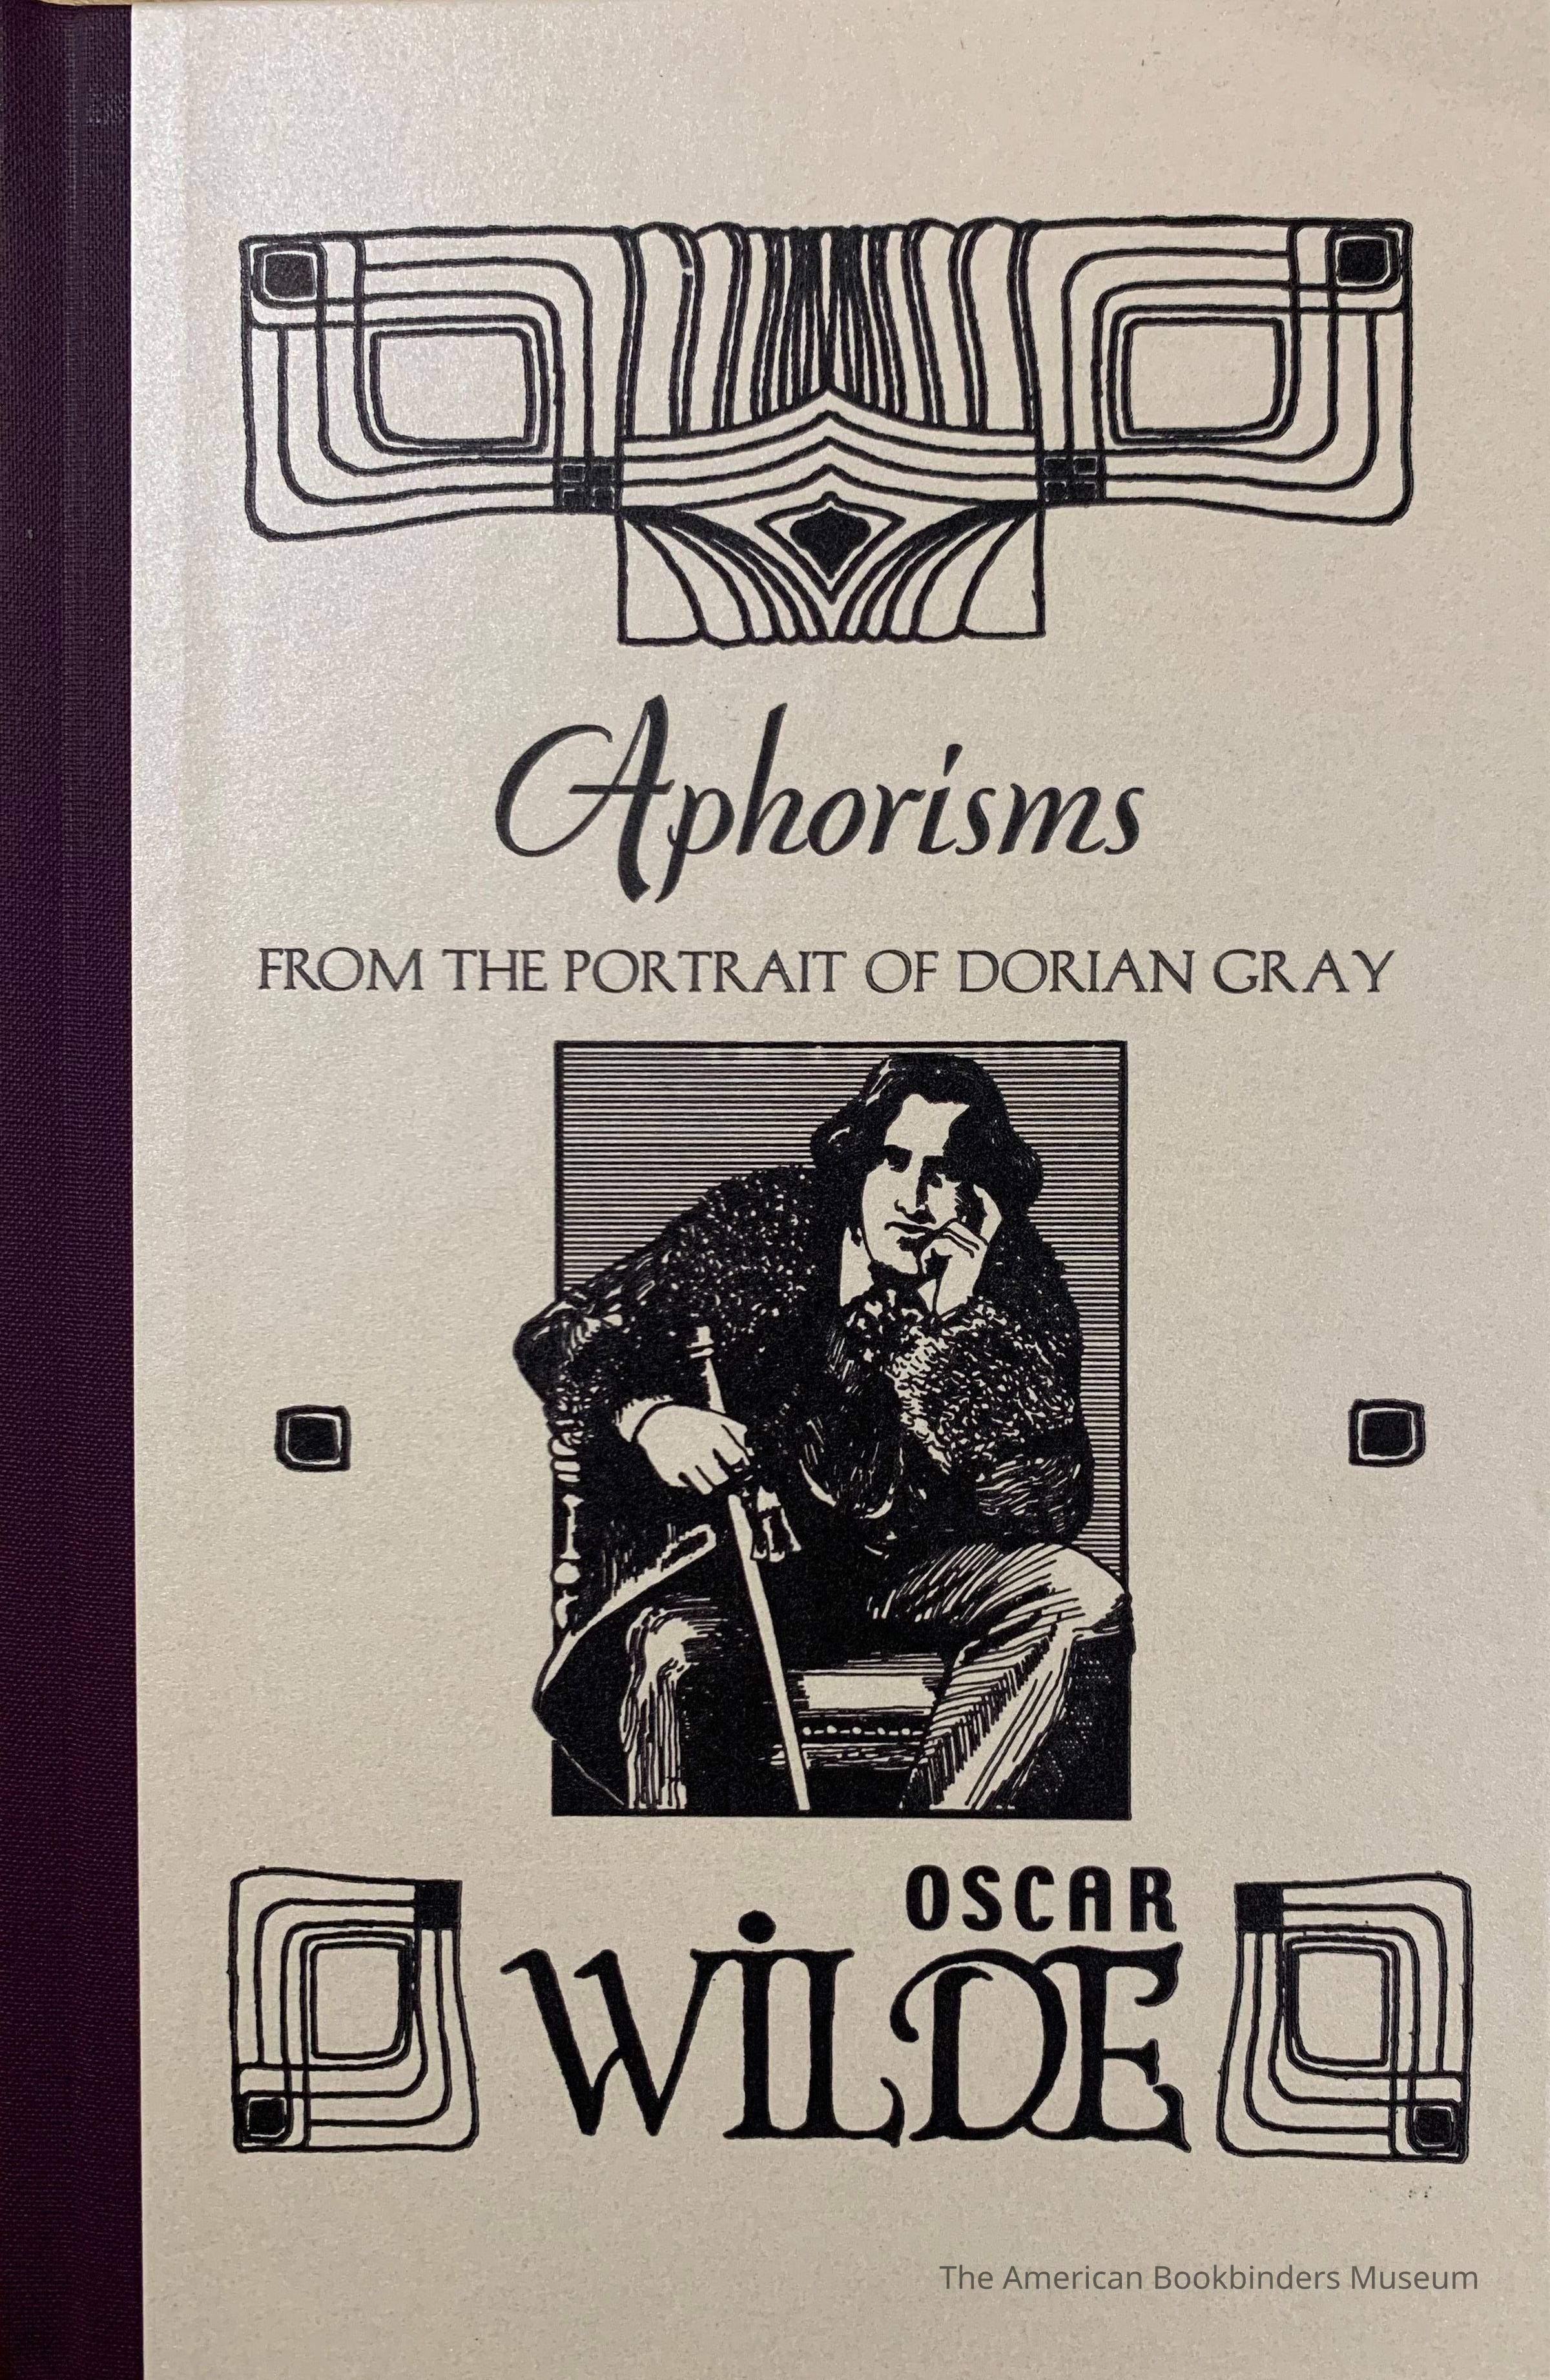 Aphorisms
FROM THE PORTRAIT OF DORIAN GRAY
OSCAR
WILDE
The American Bookbinders Museum